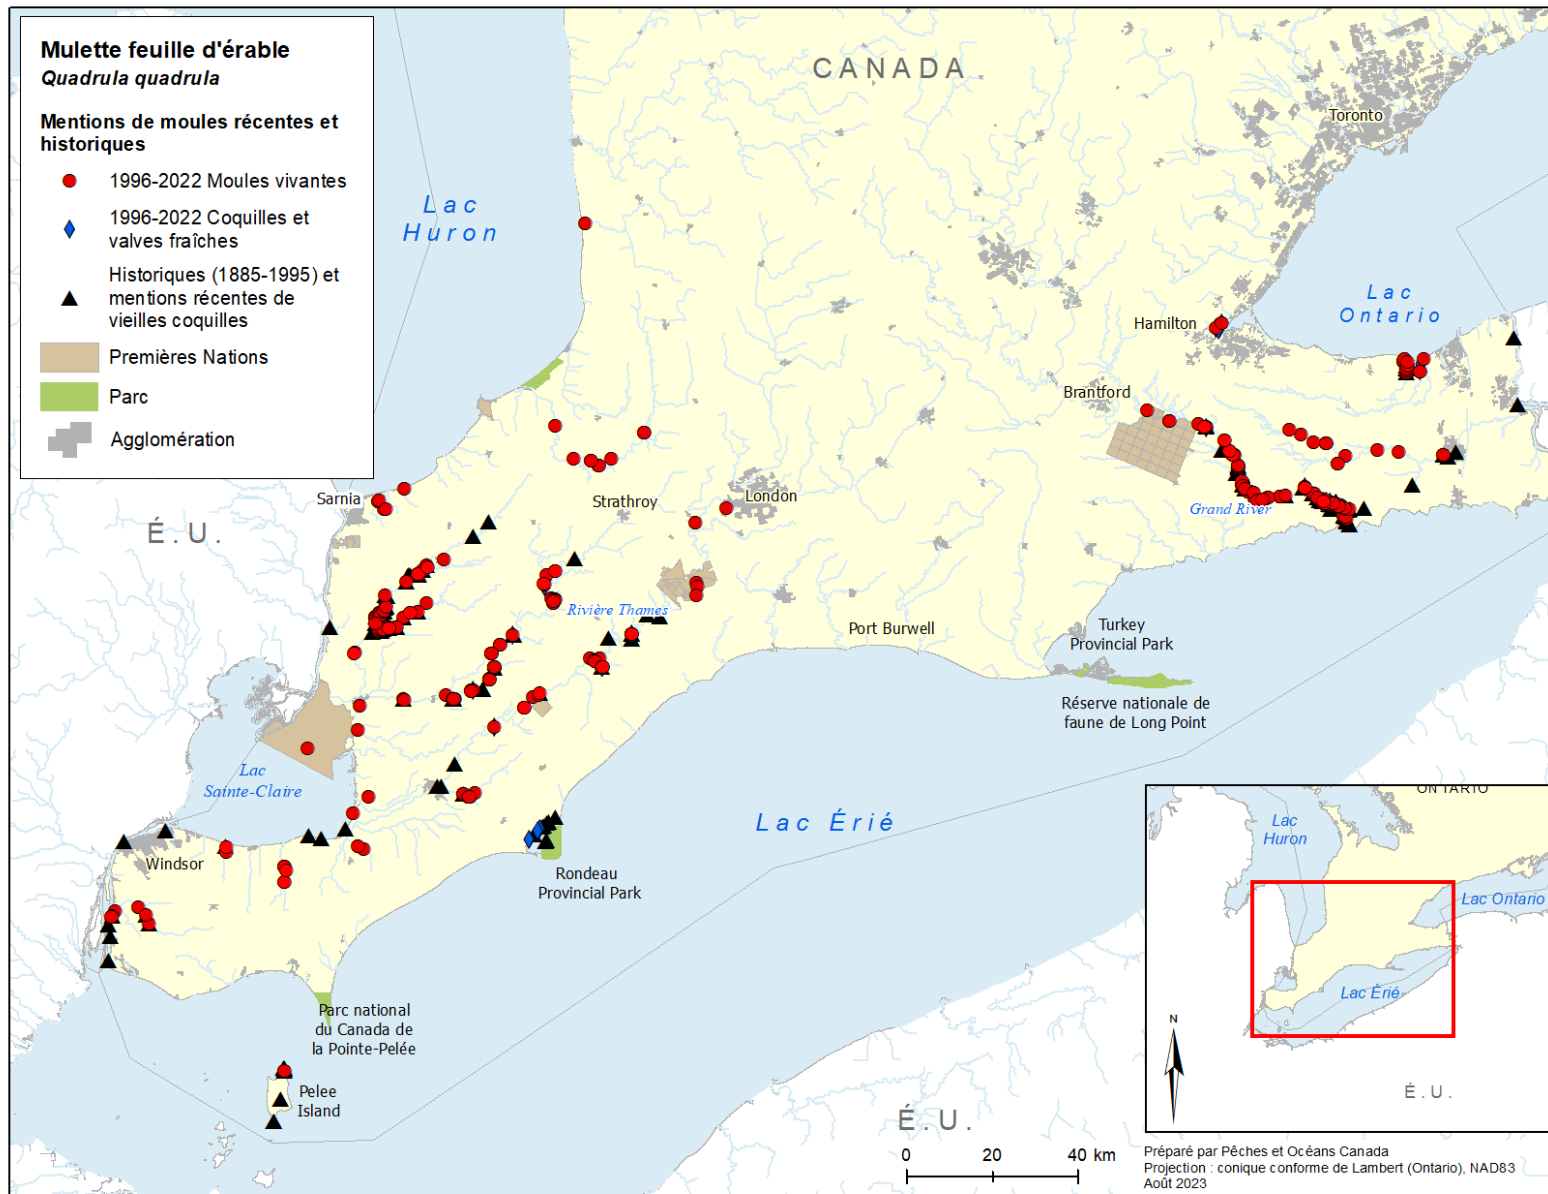 Mulette feuille d'érable
Quadrula quadrula
Mentions de moules récentes et
historiques
1996-2022 Moules vivantes
1996-2022 Coquilles et
valves fraîches
Historiques (1885-1995) et
mentions récentes de
vieilles coquilles
Premières Nations
Parc
Agglomération
CANADA
Toronto
Lac
Huron
Lac
Ontario
Hamilton
Brantford
Sarnia
Strathroy
London
É.U.
Grand River
Rivière Thames
Port Burwell
Turkey
Provincial Park
Réserve nationale de
faune de Long Point
Lac
Sainte-Claire
Lac Érié
Windsor
Rondeau
Provincial Park
Parc national
du Canada de
la Pointe-Pelée
Pelee
Island
É.U.
0 20 40 km
ONTARIO
Lac
Huron
Lac Ontario
Lac Érié
N
É.U.
Préparé par Pêches et Océans Canada
Projection : conique conforme de Lambert (Ontario), NAD83
Août 2023